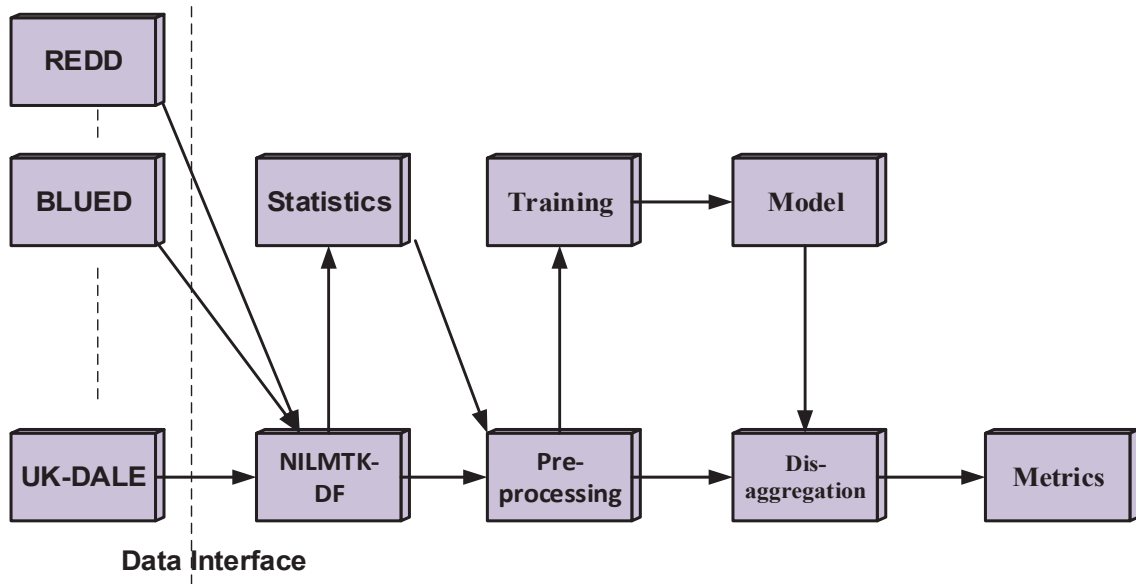 REDD
BLUED
Statistics
Training
Model
UK-DALE
NILMTK-
DF
Pre-
processing
Dis-
aggregation
Metrics
Data Interface